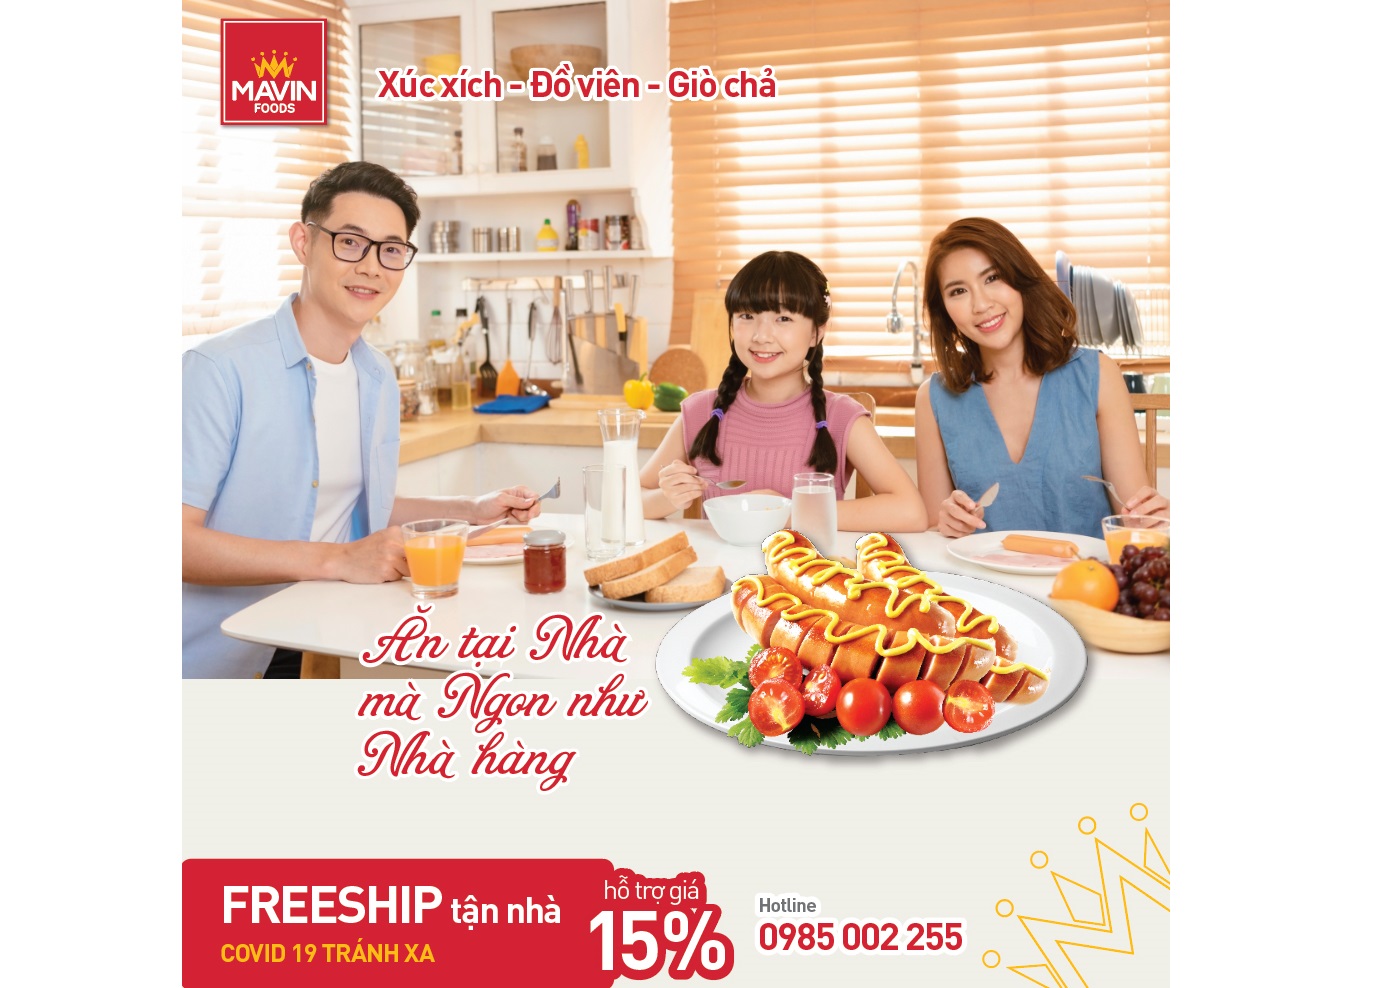 MAVIN
FOODS
Xúc xích - Đồ viên - Giò chả
Ăn tại Nhà
mà Ngon như
Nhà hàng
FREESHIP tận nhà
COVID 19 TRÁNH XA
hỗ trợ giá
15%
Hotline
0985 002 255